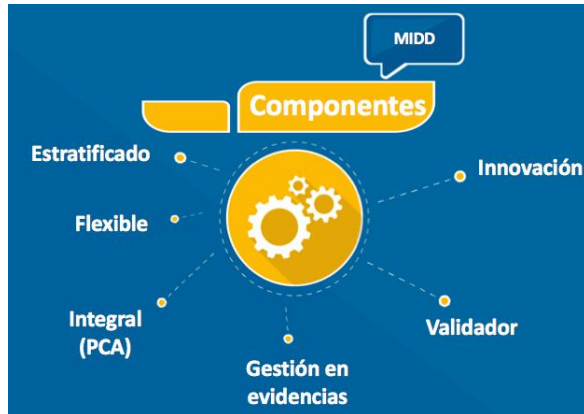 MIDD
Componentes
Estratificado
Innovación
Flexible
Integral
(PCA)
Validador
Gestión en
evidencias